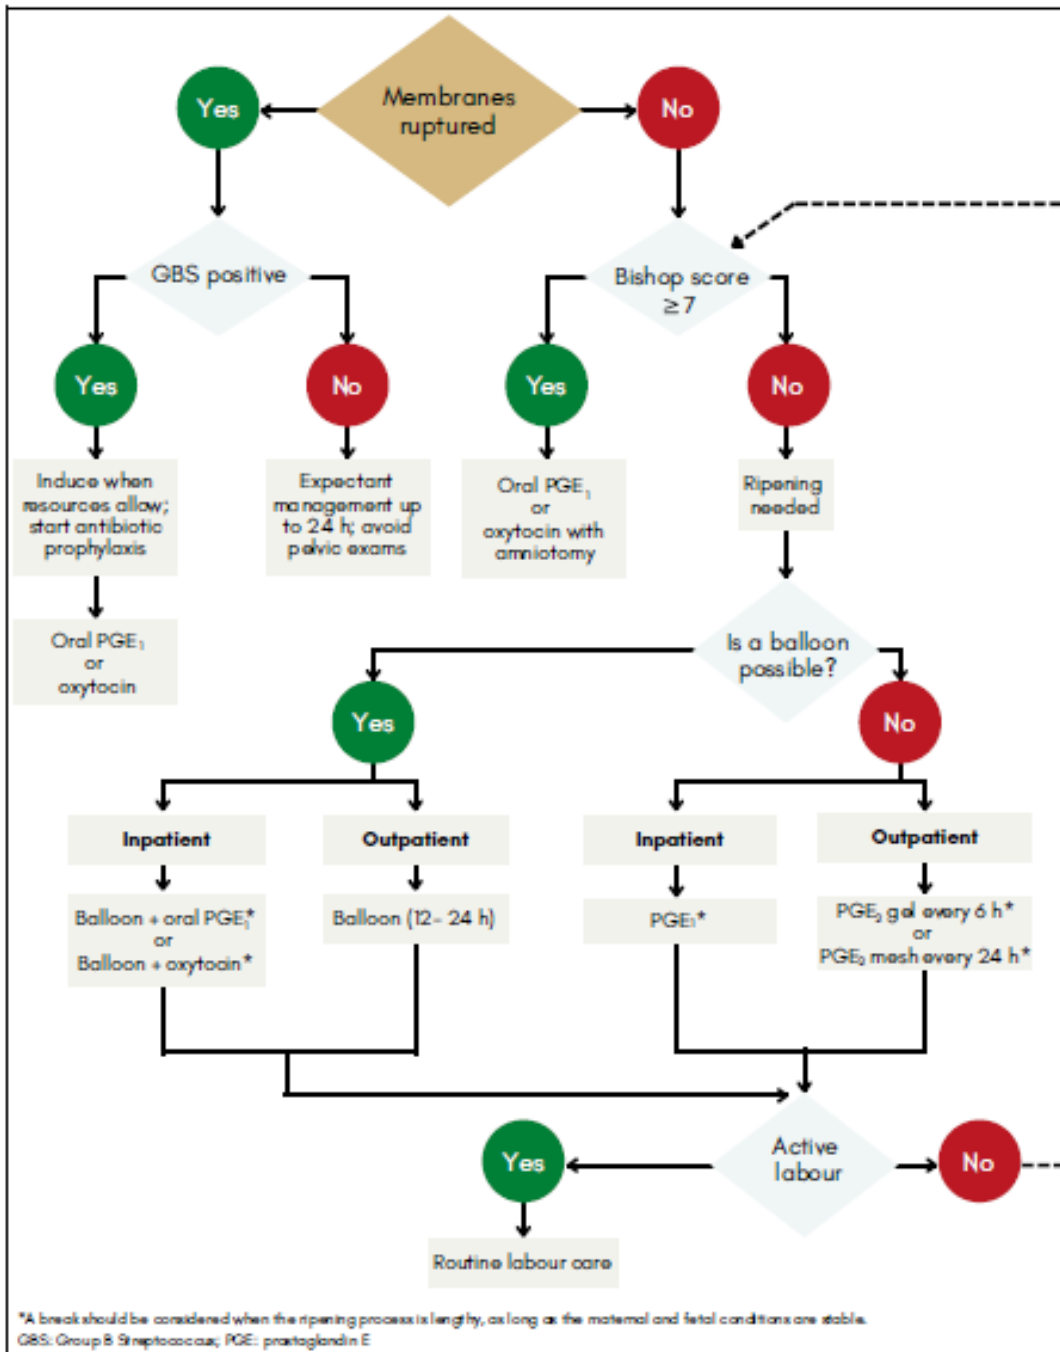 Membranes
ruptured
Yes
No
GBS positive
Bishop score
≥7
Yes
No
Yes
No
Induce when
resources allow;
start antibiotic
prophylaxis
Expectant
management up
to 24 h; avoid
pelvic exams
Oral PGE₁
or
oxytocin with
amniotomy
Ripening
needed
Oral PGE₁
or
oxytocin
Is a balloon
possible?
Yes
No
Inpatient
Outpatient
Inpatient
Outpatient
Balloon + oral PGE₁*
or
Balloon + oxytocin*
Balloon (12– 24 h)
PGE₁*
PGE₂ gel every 6 h*
or
PGE₂ mesh every 24 h*
Active
labour
Yes
No
Routine labour care
*A break should be considered when the ripening process is lengthy, as long as the maternal and fetal conditions are stable.
GBS: Group B Streptococcus; PGE: prostaglandin E